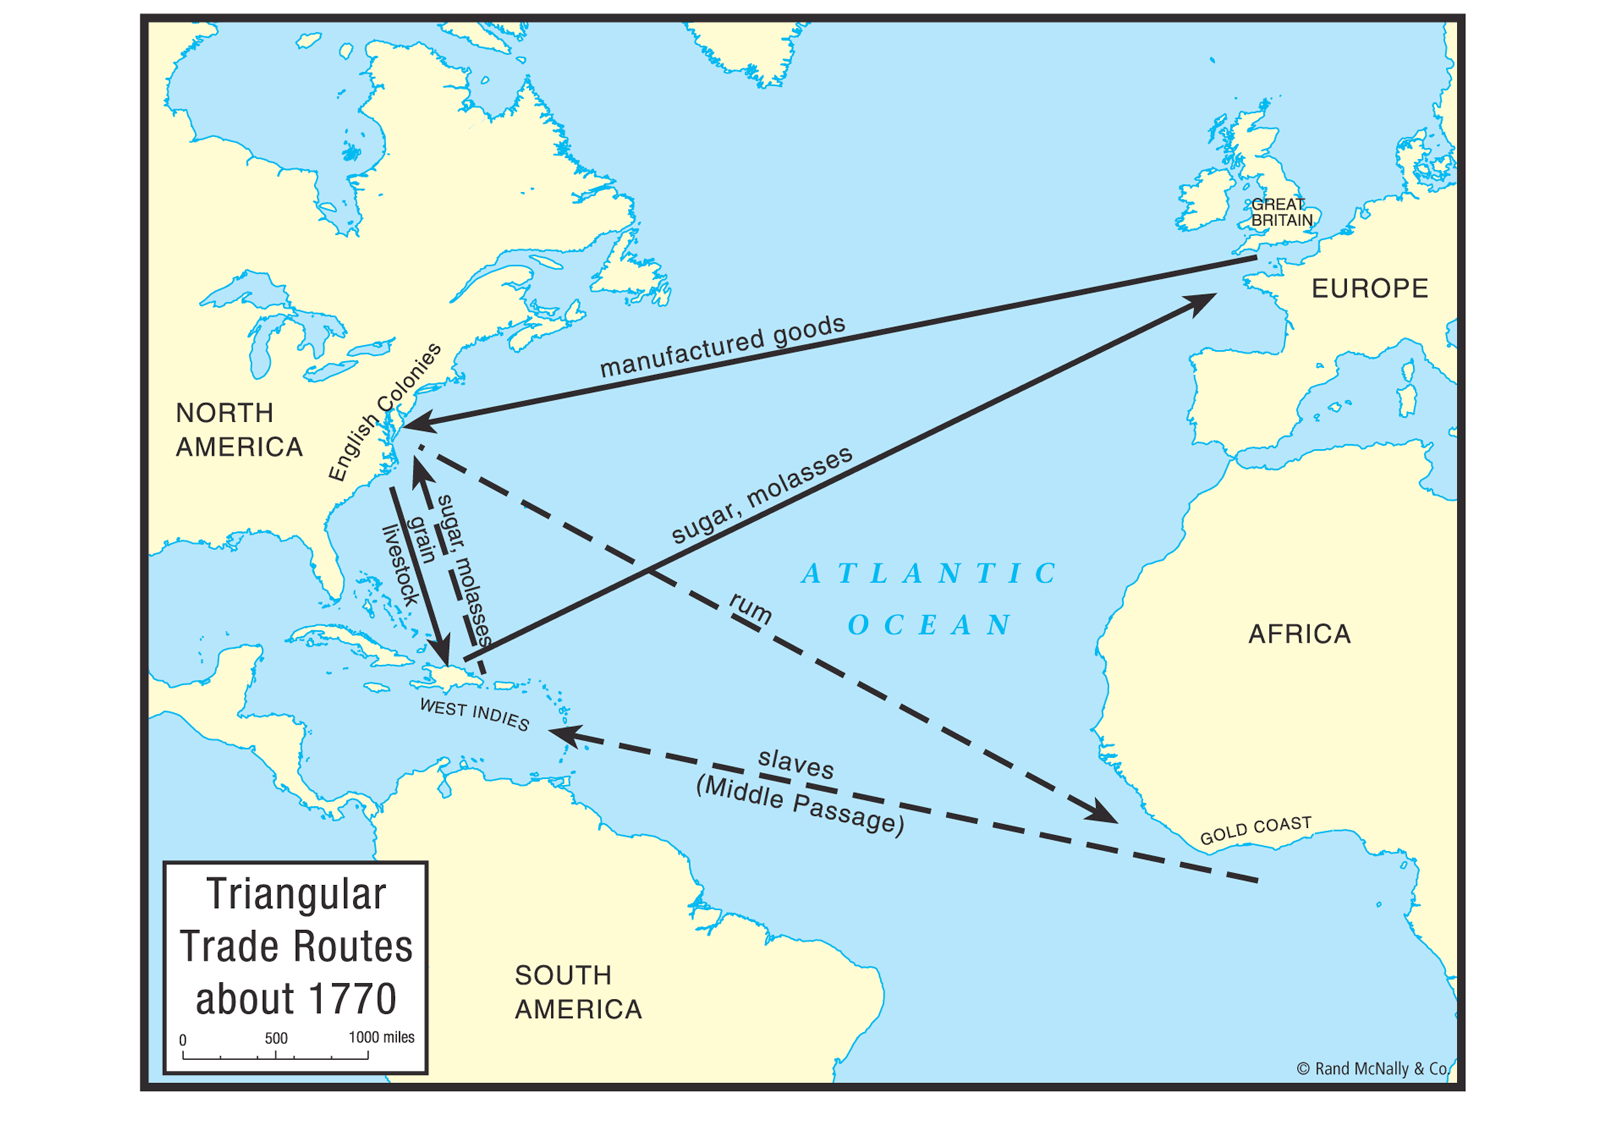 GREAT
BRITAIN
EUROPE
manufactured goods
English Colonies
NORTH
AMERICA
sugar, molasses
sugar, molasses
grain
livestock
ATLANTIC
OCEAN
rum
AFRICA
WEST INDIES
slaves
(Middle Passage)
GOLD COAST
SOUTH
AMERICA
Triangular
Trade Routes
about 1770
0 500 1000 miles
© Rand McNally & Co.